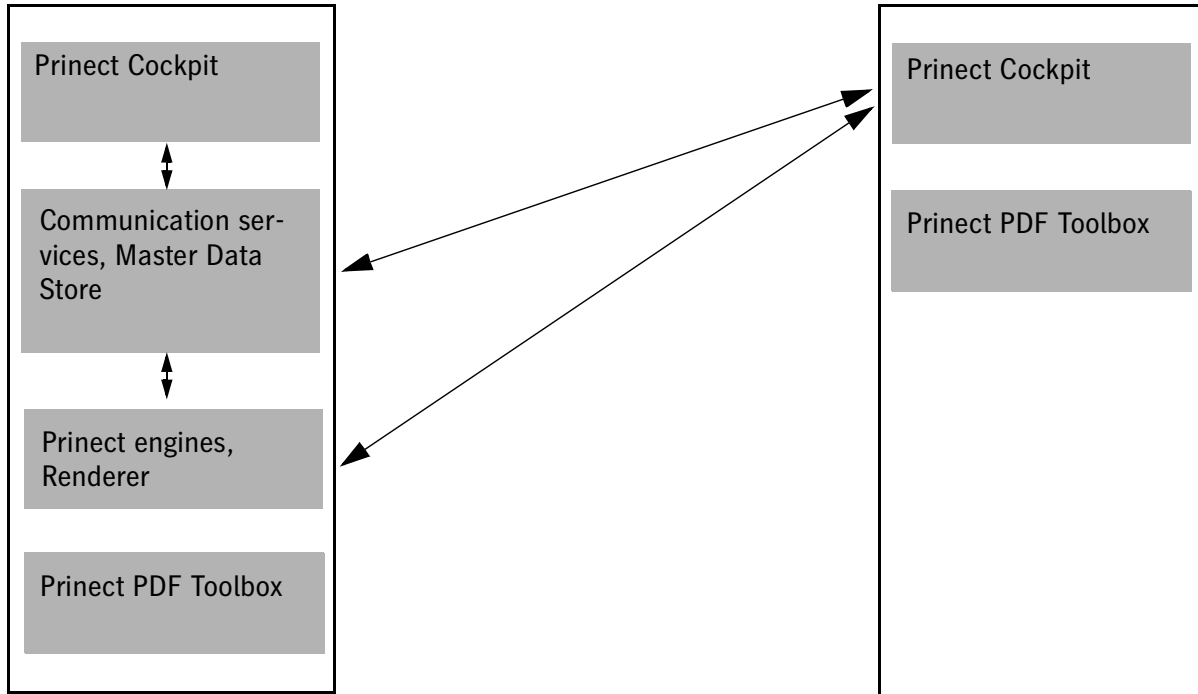 Prinect Cockpit
Communication ser-
vices, Master Data
Store
Prinect engines,
Renderer
Prinect PDF Toolbox
Prinect Cockpit
Prinect PDF Toolbox